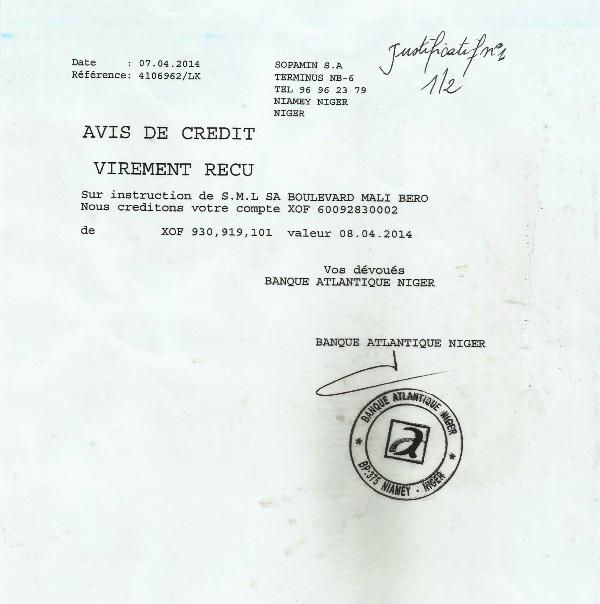 Justificatif n°1
1/2
Date : 07.04.2014
Référence: 4106962/LK
SOPAMIN S.A
TERMINUS NB-6
TEL 96 96 23 79
NIAMEY NIGER
NIGER
AVIS DE CREDIT
VIREMENT RECU
Sur instruction de S.M.L SA BOULEVARD MALI BERO
Nous creditons votre compte XOF 60092830002
de XOF 930,919,101 valeur 08.04.2014
Vos dévoués
BANQUE ATLANTIQUE NIGER
BANQUE ATLANTIQUE NIGER
BANQUE ATLANTIQUE NIGER
a
BP:375 NIAMEY - NIGER